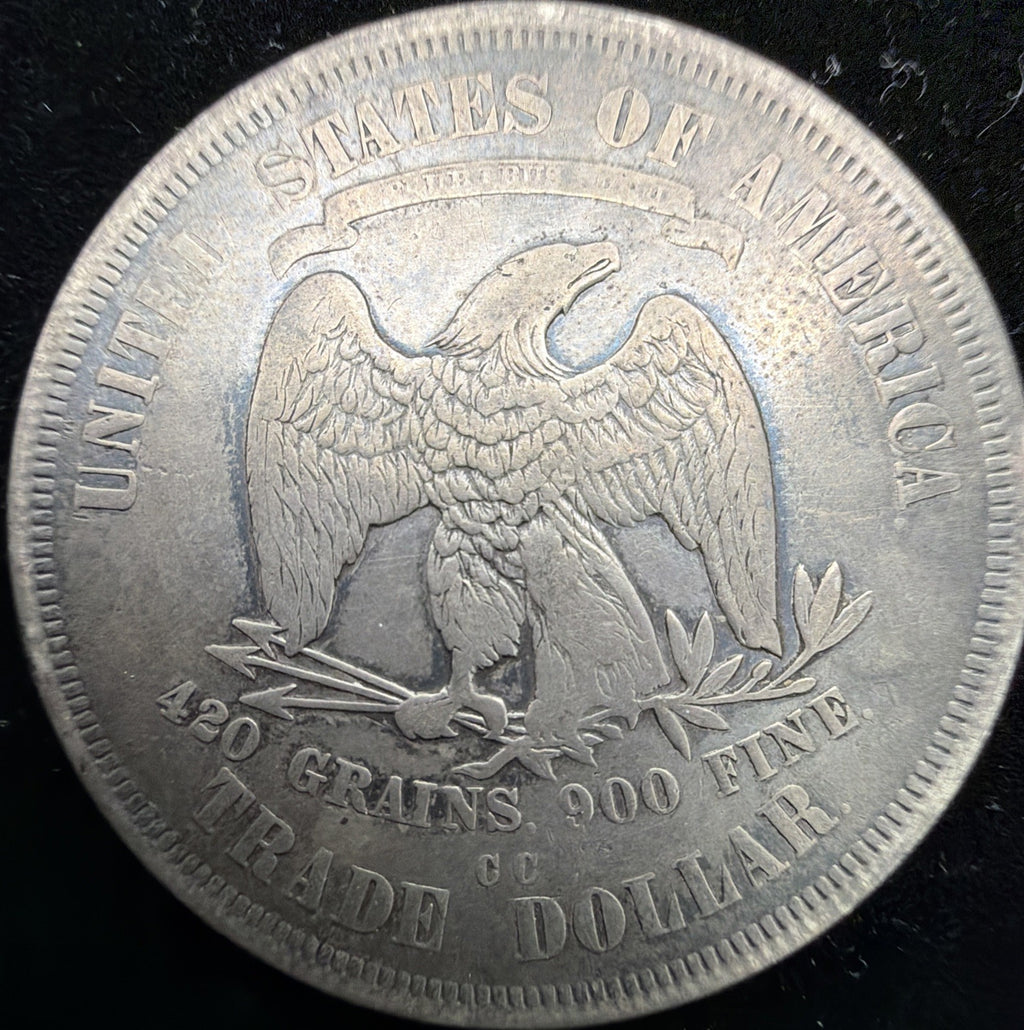 UNITED STATES OF AMERICA.
420 GRAINS. 900 FINE.
CC
TRADE DOLLAR.